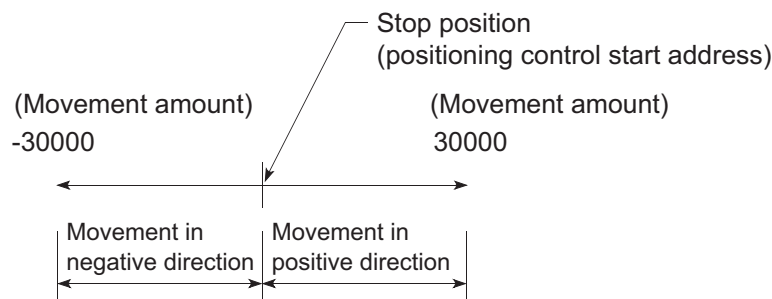 Stop position
(positioning control start address)
(Movement amount)
-30000
(Movement amount)
30000
Movement in
negative direction
Movement in
positive direction